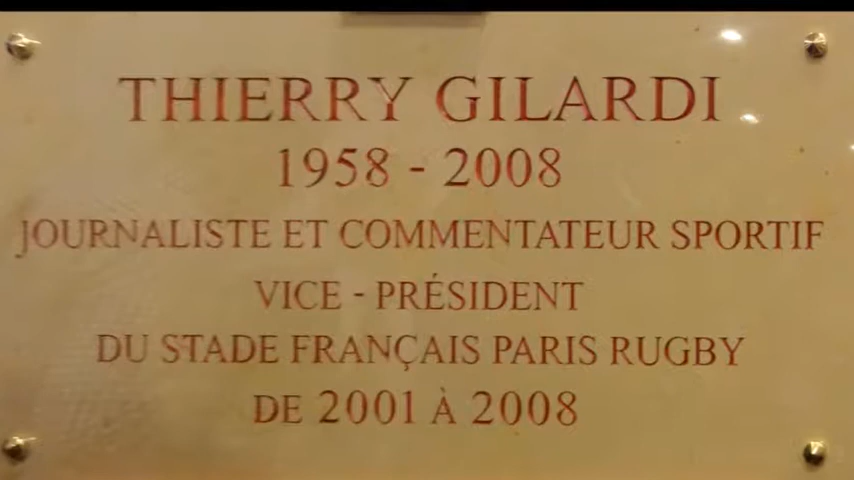 THIERRY GILARDI
1958 - 2008
JOURNALISTE ET COMMENTATEUR SPORTIF
VICE - PRÉSIDENT
DU STADE FRANÇAIS PARIS RUGBY
DE 2001 À 2008